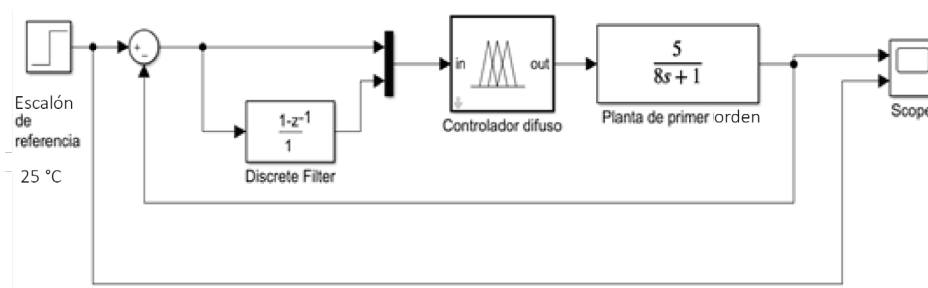 Escalón
de
referencia
25 °C
+
−
1-z-1
1
Discrete Filter
in
out
Controlador difuso
5
8s + 1
Planta de primer orden
Scope